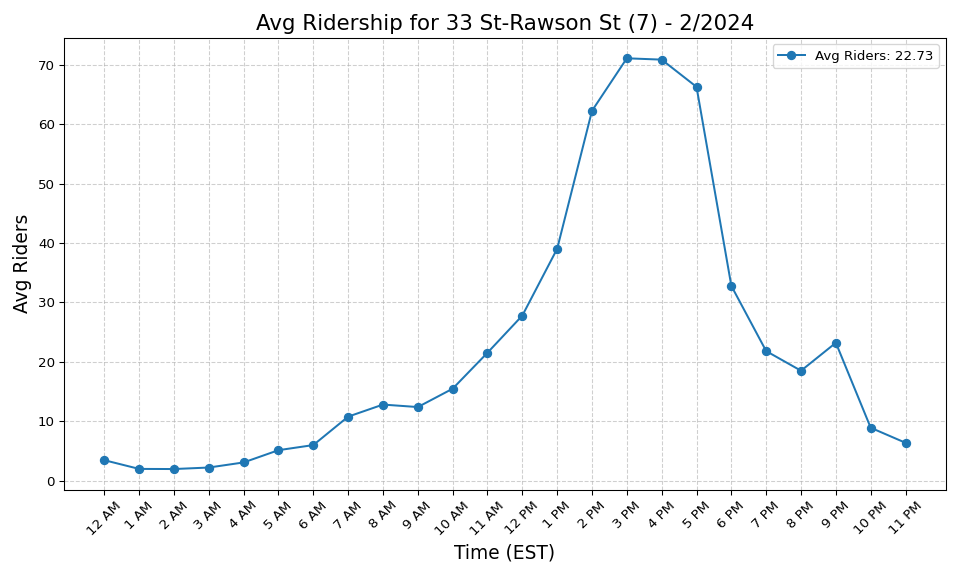 Avg Ridership for 33 St-Rawson St (7) - 2/2024
Avg Riders: 22.73
Avg Riders
70
60
50
40
30
20
10
0
12 AM 1 AM 2 AM 3 AM 4 AM 5 AM 6 AM 7 AM 8 AM 9 AM 10 AM 11 AM 12 PM 1 PM 2 PM 3 PM 4 PM 5 PM 6 PM 7 PM 8 PM 9 PM 10 PM 11 PM
Time (EST)